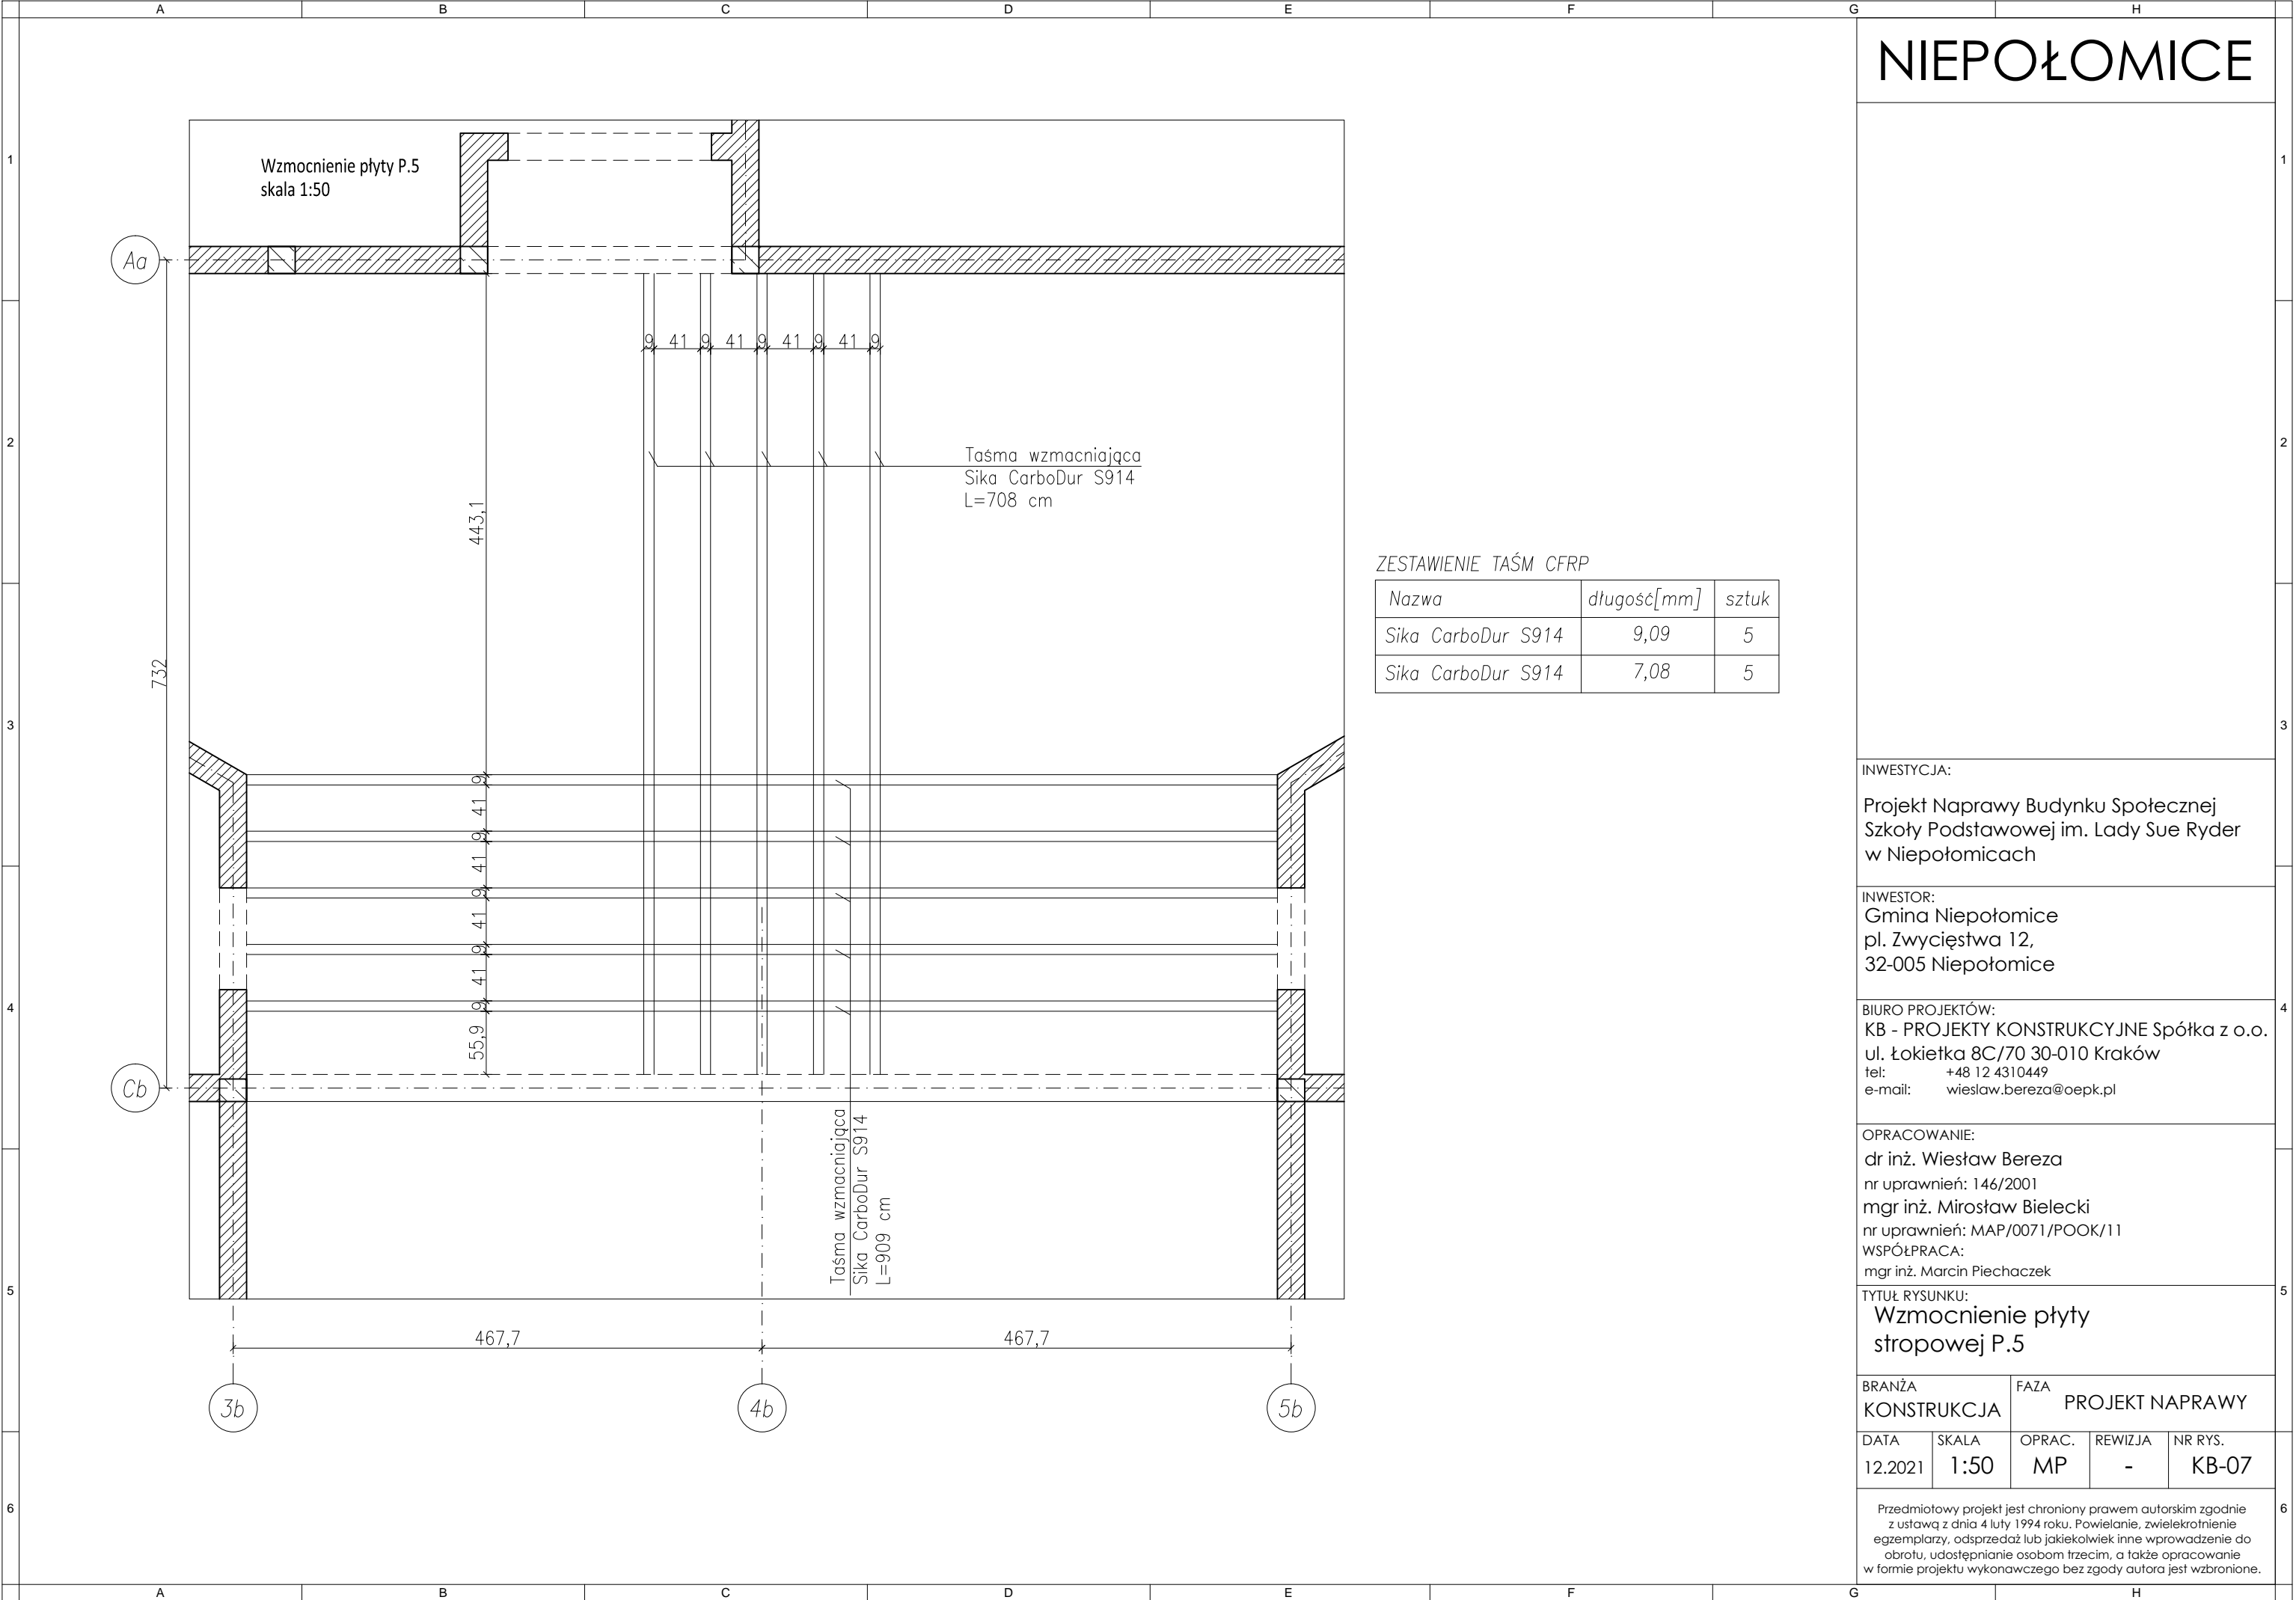 A B C D E F G H
NIEPOŁOMICE
1 1
Wzmocnienie płyty P.5
skala 1:50
Aa
9 41 9 41 9 41 9 41 9
2 2
Taśma wzmacniająca
Sika CarboDur S914
L=708 cm
443,1
ZESTAWIENIE TAŚM CFRP
Nazwa długość[mm] sztuk
Sika CarboDur S914 9,09 5
Sika CarboDur S914 7,08 5
732
3 3
9
41
9
41
9
41
9
41
9
55,9
4 4
Cb
Taśma wzmacniająca
Sika CarboDur S914
L=909 cm
5 5
467,7 467,7
3b 4b 5b
6 6
INWESTYCJA:
Projekt Naprawy Budynku Społecznej
Szkoły Podstawowej im. Lady Sue Ryder
w Niepołomicach
INWESTOR:
Gmina Niepołomice
pl. Zwycięstwa 12,
32-005 Niepołomice
BIURO PROJEKTÓW:
KB - PROJEKTY KONSTRUKCYJNE Spółka z o.o.
ul. Łokietka 8C/70 30-010 Kraków
tel: +48 12 4310449
e-mail: wieslaw.bereza@oepk.pl
OPRACOWANIE:
dr inż. Wiesław Bereza
nr uprawnień: 146/2001
mgr inż. Mirosław Bielecki
nr uprawnień: MAP/0071/POOK/11
WSPÓŁPRACA:
mgr inż. Marcin Piechaczek
TYTUŁ RYSUNKU:
Wzmocnienie płyty
stropowej P.5
BRANŻA FAZA
KONSTRUKCJA PROJEKT NAPRAWY
DATA SKALA OPRAC. REWIZJA NR RYS.
12.2021 1:50 MP - KB-07
Przedmiotowy projekt jest chroniony prawem autorskim zgodnie
z ustawą z dnia 4 luty 1994 roku. Powielanie, zwielekrotnienie
egzemplarzy, odsprzedaż lub jakiekolwiek inne wprowadzenie do
obrotu, udostępnianie osobom trzecim, a także opracowanie
w formie projektu wykonawczego bez zgody autora jest wzbronione.
A B C D E F G H